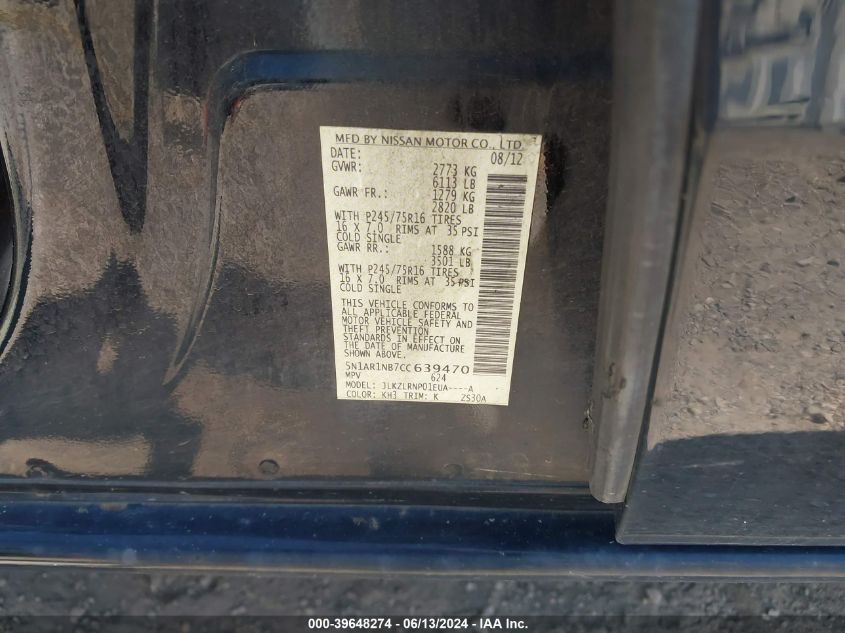 MFD BY NISSAN MOTOR CO., LTD.
DATE: 08/12
GVWR: 2773 KG
6113 LB
GAWR FR.: 1279 KG
2820 LB
WITH P245/75R16 TIRES
16 X 7.0 RIMS AT 35 PSI
COLD SINGLE
GAWR RR.: 1588 KG
3501 LB
WITH P245/75R16 TIRES
16 X 7.0 RIMS AT 35 PSI
COLD SINGLE
THIS VEHICLE CONFORMS TO
ALL APPLICABLE FEDERAL
MOTOR VEHICLE SAFETY AND
THEFT PREVENTION
STANDARDS IN EFFECT ON
THE DATE OF MANUFACTURE
SHOWN ABOVE.
5N1AR1NB7CC639470
MPV 624
MODEL: 3LKZLRNP01EUA----A
COLOR: KH3 TRIM: K ZS30A
000-39648274 - 06/13/2024 - IAA Inc.